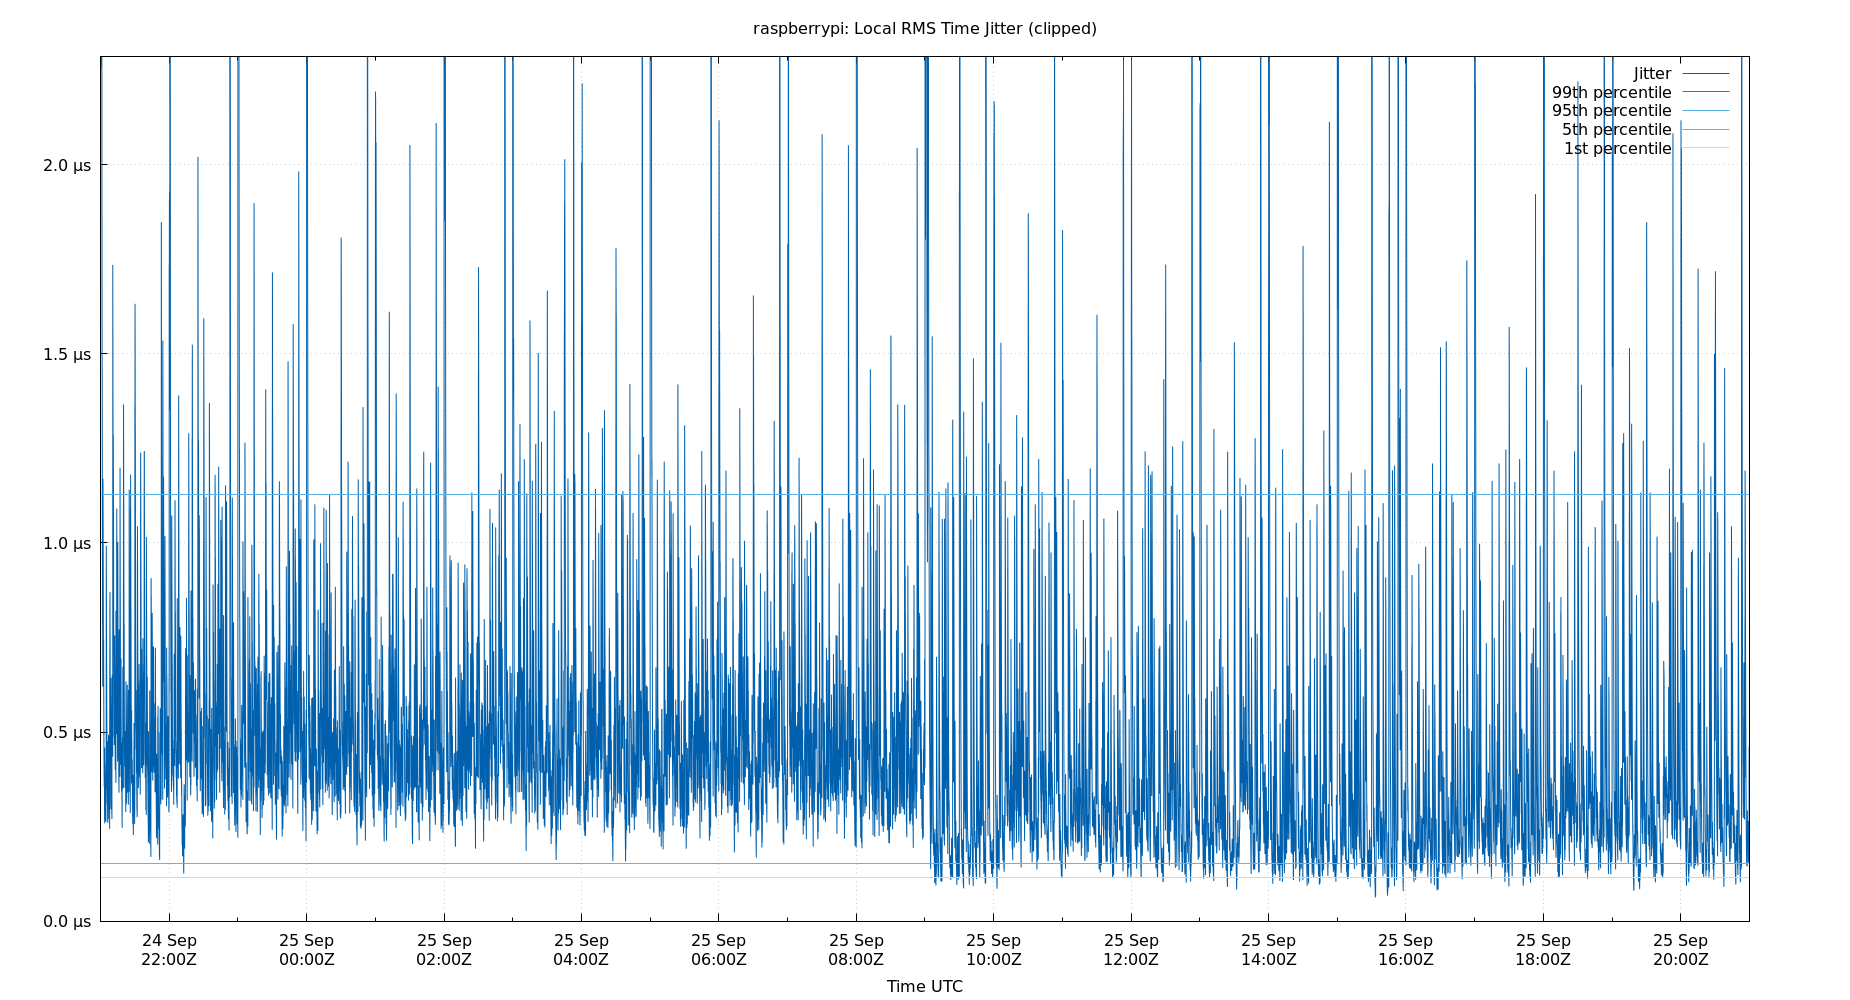 raspberrypi: Local RMS Time Jitter (clipped)
Jitter
99th percentile
95th percentile
5th percentile
1st percentile
2.0 µs
1.5 µs
1.0 µs
0.5 µs
0.0 µs
24 Sep 25 Sep 25 Sep 25 Sep 25 Sep 25 Sep 25 Sep 25 Sep 25 Sep 25 Sep 25 Sep 25 Sep
22:00Z 00:00Z 02:00Z 04:00Z 06:00Z 08:00Z 10:00Z 12:00Z 14:00Z 16:00Z 18:00Z 20:00Z
Time UTC